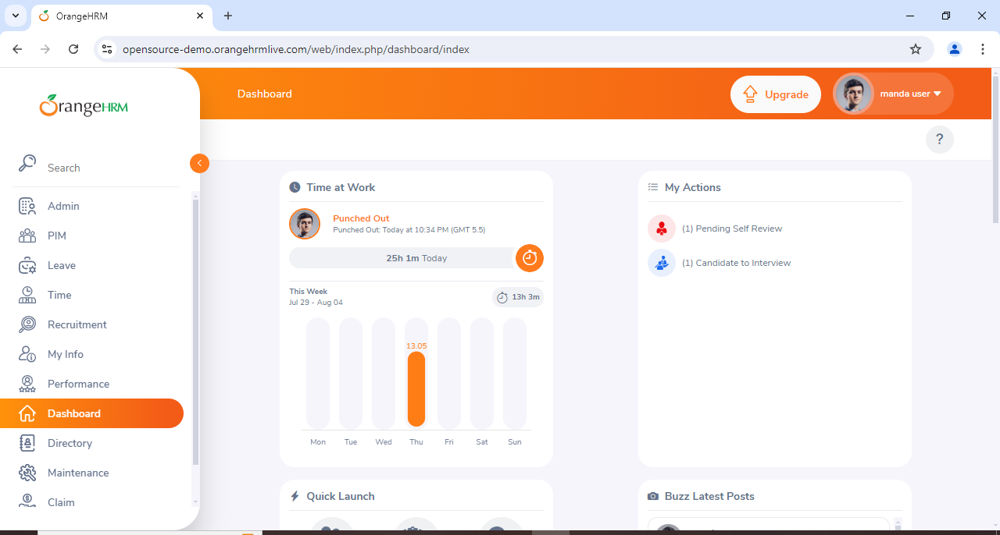 OrangeHRM
opensource-demo.orangehrmlive.com/web/index.php/dashboard/index
OrangeHRM
Search
Admin
PIM
Leave
Time
Recruitment
My Info
Performance
Dashboard
Directory
Maintenance
Claim
Dashboard
Upgrade
manda user
?
Time at Work
Punched Out
Punched Out: Today at 10:34 PM (GMT 5.5)
25h 1m Today
This Week
Jul 29 - Aug 04
13h 3m
13.05
Mon Tue Wed Thu Fri Sat Sun
My Actions
(1) Pending Self Review
(1) Candidate to Interview
Quick Launch
Buzz Latest Posts